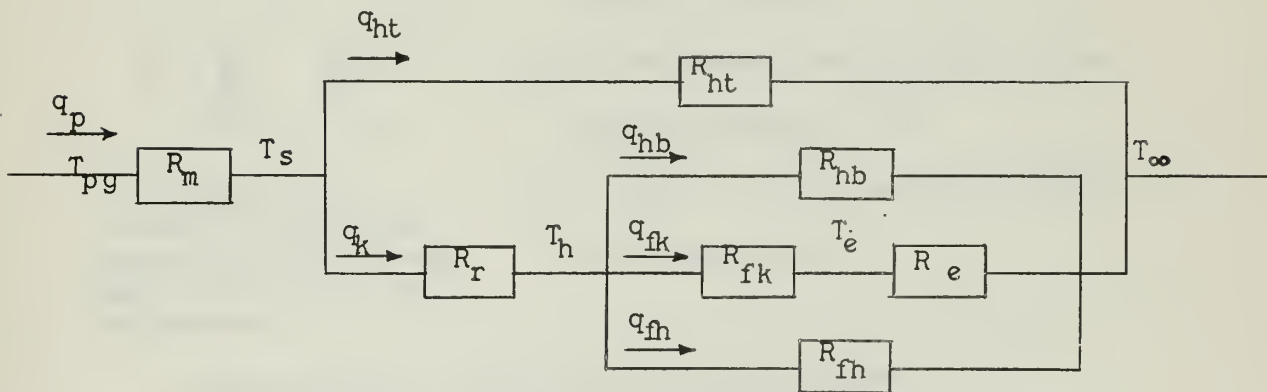 q_ht
R_ht
q_p
T_pg
R_m
T_s
q_hb
R_hb
T_∞
q_k
R_r
T_h
q_fk
R_fk
T_e
R_e
q_fh
R_fh